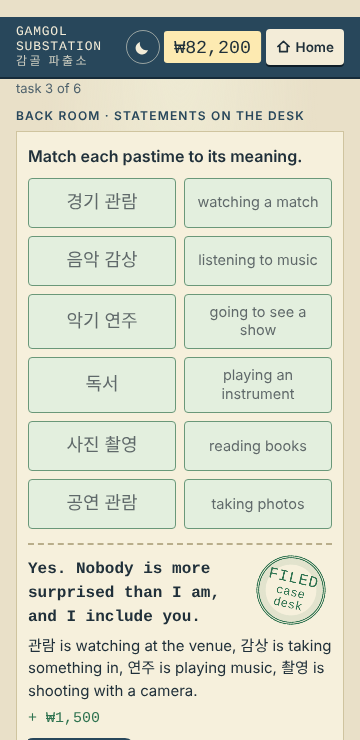 GAMGOL
SUBSTATION
감골 파출소
₩82,200
Home
task 3 of 6
BACK ROOM · STATEMENTS ON THE DESK
Match each pastime to its meaning.
경기 관람
watching a match
음악 감상
listening to music
악기 연주
going to see a
show
독서
playing an
instrument
사진 촬영
reading books
공연 관람
taking photos
Yes. Nobody is more
surprised than I am,
and I include you.
FILED
case
desk
관람 is watching at the venue, 감상 is taking
something in, 연주 is playing music, 촬영 is
shooting with a camera.
+ ₩1,500